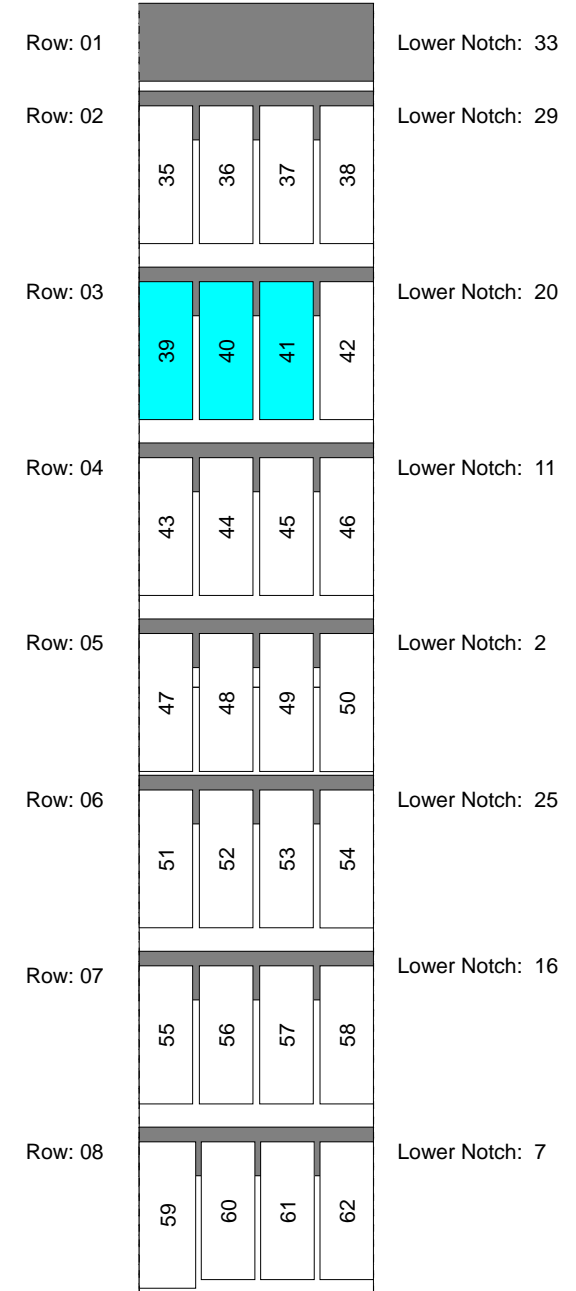 Row: 01 Lower Notch: 33
Row: 02 Lower Notch: 29
35 36 37 38
Row: 03 Lower Notch: 20
39 40 41 42
Row: 04 Lower Notch: 11
43 44 45 46
Row: 05 Lower Notch: 2
47 48 49 50
Row: 06 Lower Notch: 25
51 52 53 54
Row: 07 Lower Notch: 16
55 56 57 58
Row: 08 Lower Notch: 7
59 60 61 62